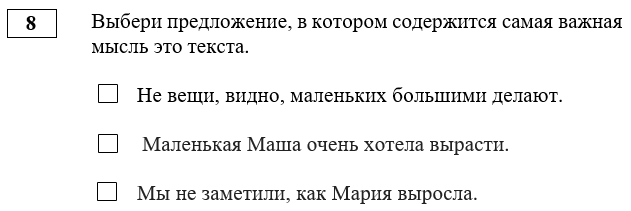 8
Выбери предложение, в котором содержится самая важная
мысль это текста.
Не вещи, видно, маленьких большими делают.
Маленькая Маша очень хотела вырасти.
Мы не заметили, как Мария выросла.